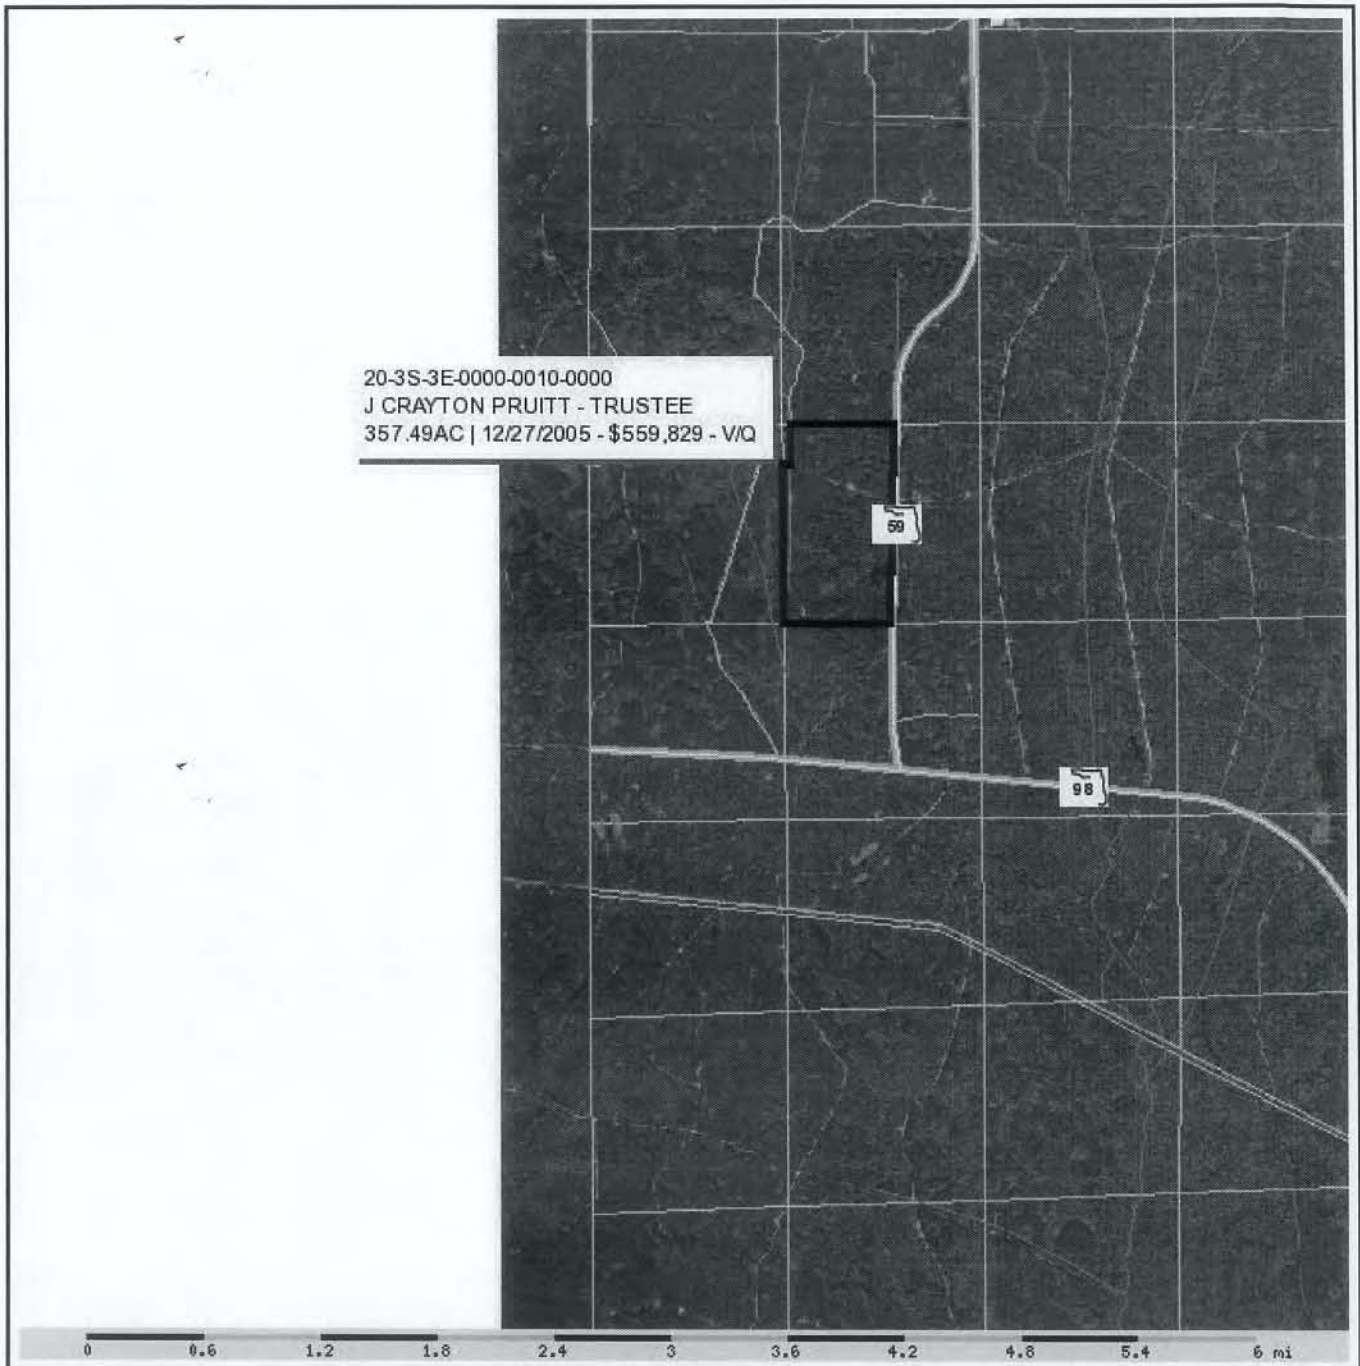 20-3S-3E-0000-0010-0000
J CRAYTON PRUITT - TRUSTEE
357.49AC | 12/27/2005 - $559,829 - V/Q
59
98
0 0.6 1.2 1.8 2.4 3 3.6 4.2 4.8 5.4 6 mi